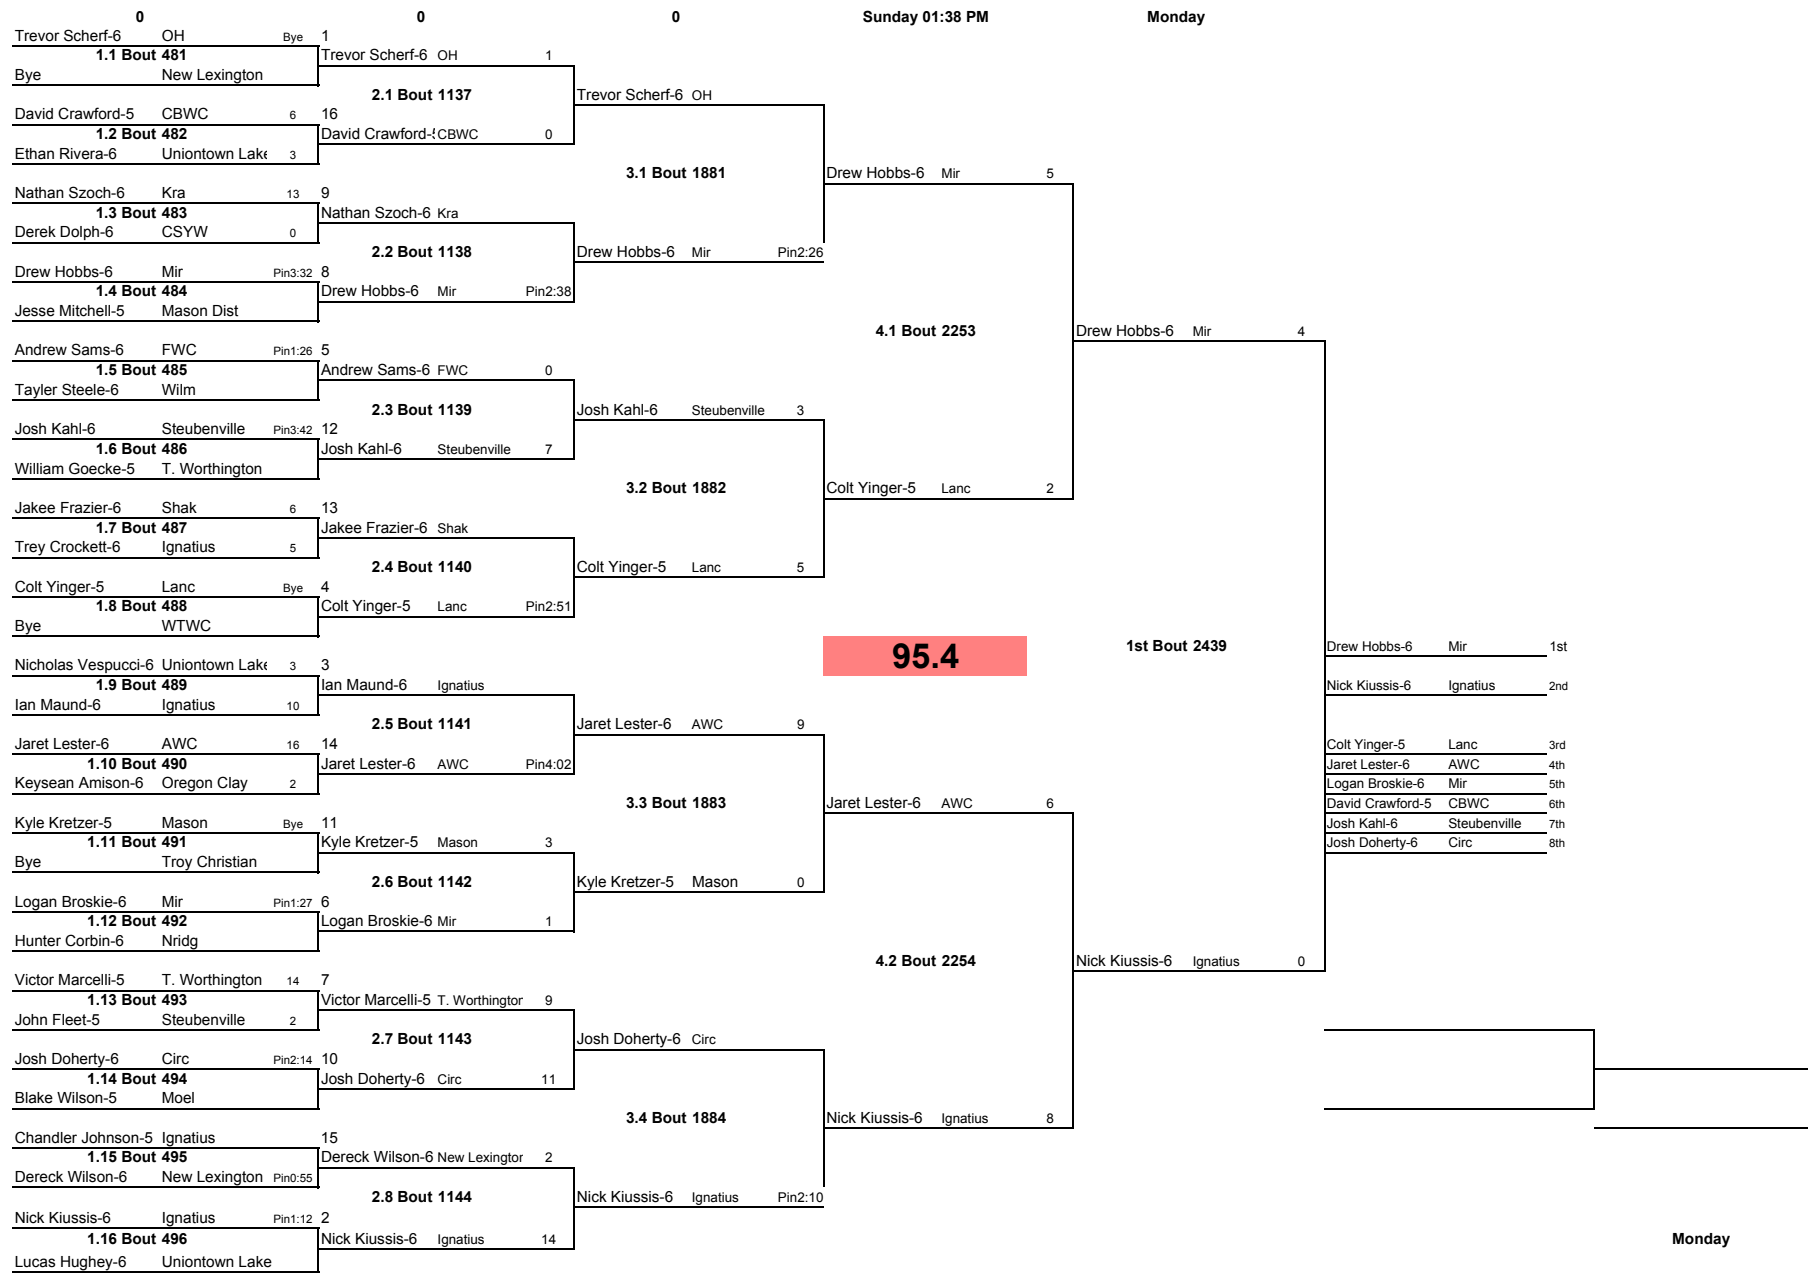 0 0 0 Sunday 01:38 PM Monday
Trevor Scherf-6 OH Bye 1
1.1 Bout 481 Trevor Scherf-6 OH 1
Bye New Lexington
2.1 Bout 1137 Trevor Scherf-6 OH
David Crawford-5 CBWC 6 16
1.2 Bout 482 David Crawford-5 CBWC 0
Ethan Rivera-6 Uniontown Lake 3
3.1 Bout 1881 Drew Hobbs-6 Mir 5
Nathan Szoch-6 Kra 13 9
1.3 Bout 483 Nathan Szoch-6 Kra
Derek Dolph-6 CSYW 0
2.2 Bout 1138 Drew Hobbs-6 Mir Pin2:26
Drew Hobbs-6 Mir Pin3:32 8
1.4 Bout 484 Drew Hobbs-6 Mir Pin2:38
Jesse Mitchell-5 Mason Dist
4.1 Bout 2253 Drew Hobbs-6 Mir 4
Andrew Sams-6 FWC Pin1:26 5
1.5 Bout 485 Andrew Sams-6 FWC 0
Tayler Steele-6 Wilm
2.3 Bout 1139 Josh Kahl-6 Steubenville 3
Josh Kahl-6 Steubenville Pin3:42 12
1.6 Bout 486 Josh Kahl-6 Steubenville 7
William Goecke-5 T. Worthington
3.2 Bout 1882 Colt Yinger-5 Lanc 2
Jakee Frazier-6 Shak 6 13
1.7 Bout 487 Jakee Frazier-6 Shak
Trey Crockett-6 Ignatius 5
2.4 Bout 1140 Colt Yinger-5 Lanc 5
Colt Yinger-5 Lanc Bye 4
1.8 Bout 488 Colt Yinger-5 Lanc Pin2:51
Bye WTWC
95.4 1st Bout 2439 Drew Hobbs-6 Mir 1st
Nicholas Vespucci-6 Uniontown Lake 3 3
1.9 Bout 489 Ian Maund-6 Ignatius Nick Kiussis-6 Ignatius 2nd
Ian Maund-6 Ignatius 10
2.5 Bout 1141 Jaret Lester-6 AWC 9
Jaret Lester-6 AWC 16 14 Colt Yinger-5 Lanc 3rd
1.10 Bout 490 Jaret Lester-6 AWC Pin4:02 Jaret Lester-6 AWC 4th
Keysean Amison-6 Oregon Clay 2 Logan Broskie-6 Mir 5th
3.3 Bout 1883 Jaret Lester-6 AWC 6 David Crawford-5 CBWC 6th
Kyle Kretzer-5 Mason Bye 11 Josh Kahl-6 Steubenville 7th
1.11 Bout 491 Kyle Kretzer-5 Mason 3 Josh Doherty-6 Circ 8th
Bye Troy Christian
2.6 Bout 1142 Kyle Kretzer-5 Mason 0
Logan Broskie-6 Mir Pin1:27 6
1.12 Bout 492 Logan Broskie-6 Mir 1
Hunter Corbin-6 Nridg
4.2 Bout 2254 Nick Kiussis-6 Ignatius 0
Victor Marcelli-5 T. Worthington 14 7
1.13 Bout 493 Victor Marcelli-5 T. Worthington 9
John Fleet-5 Steubenville 2
2.7 Bout 1143 Josh Doherty-6 Circ
Josh Doherty-6 Circ Pin2:14 10
1.14 Bout 494 Josh Doherty-6 Circ 11
Blake Wilson-5 Moel
3.4 Bout 1884 Nick Kiussis-6 Ignatius 8
Chandler Johnson-5 Ignatius 15
1.15 Bout 495 Dereck Wilson-6 New Lexington 2
Dereck Wilson-6 New Lexington Pin0:55
2.8 Bout 1144 Nick Kiussis-6 Ignatius Pin2:10
Nick Kiussis-6 Ignatius Pin1:12 2
1.16 Bout 496 Nick Kiussis-6 Ignatius 14 Monday
Lucas Hughey-6 Uniontown Lake